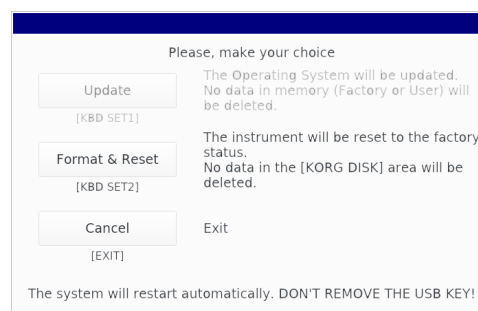 Please, make your choice
Update
[KBD SET1]
The Operating System will be updated.
No data in memory (Factory or User) will
be deleted.
Format & Reset
[KBD SET2]
The instrument will be reset to the factory
status.
No data in the [KORG DISK] area will be
deleted.
Cancel
[EXIT]
Exit
The system will restart automatically. DON'T REMOVE THE USB KEY!